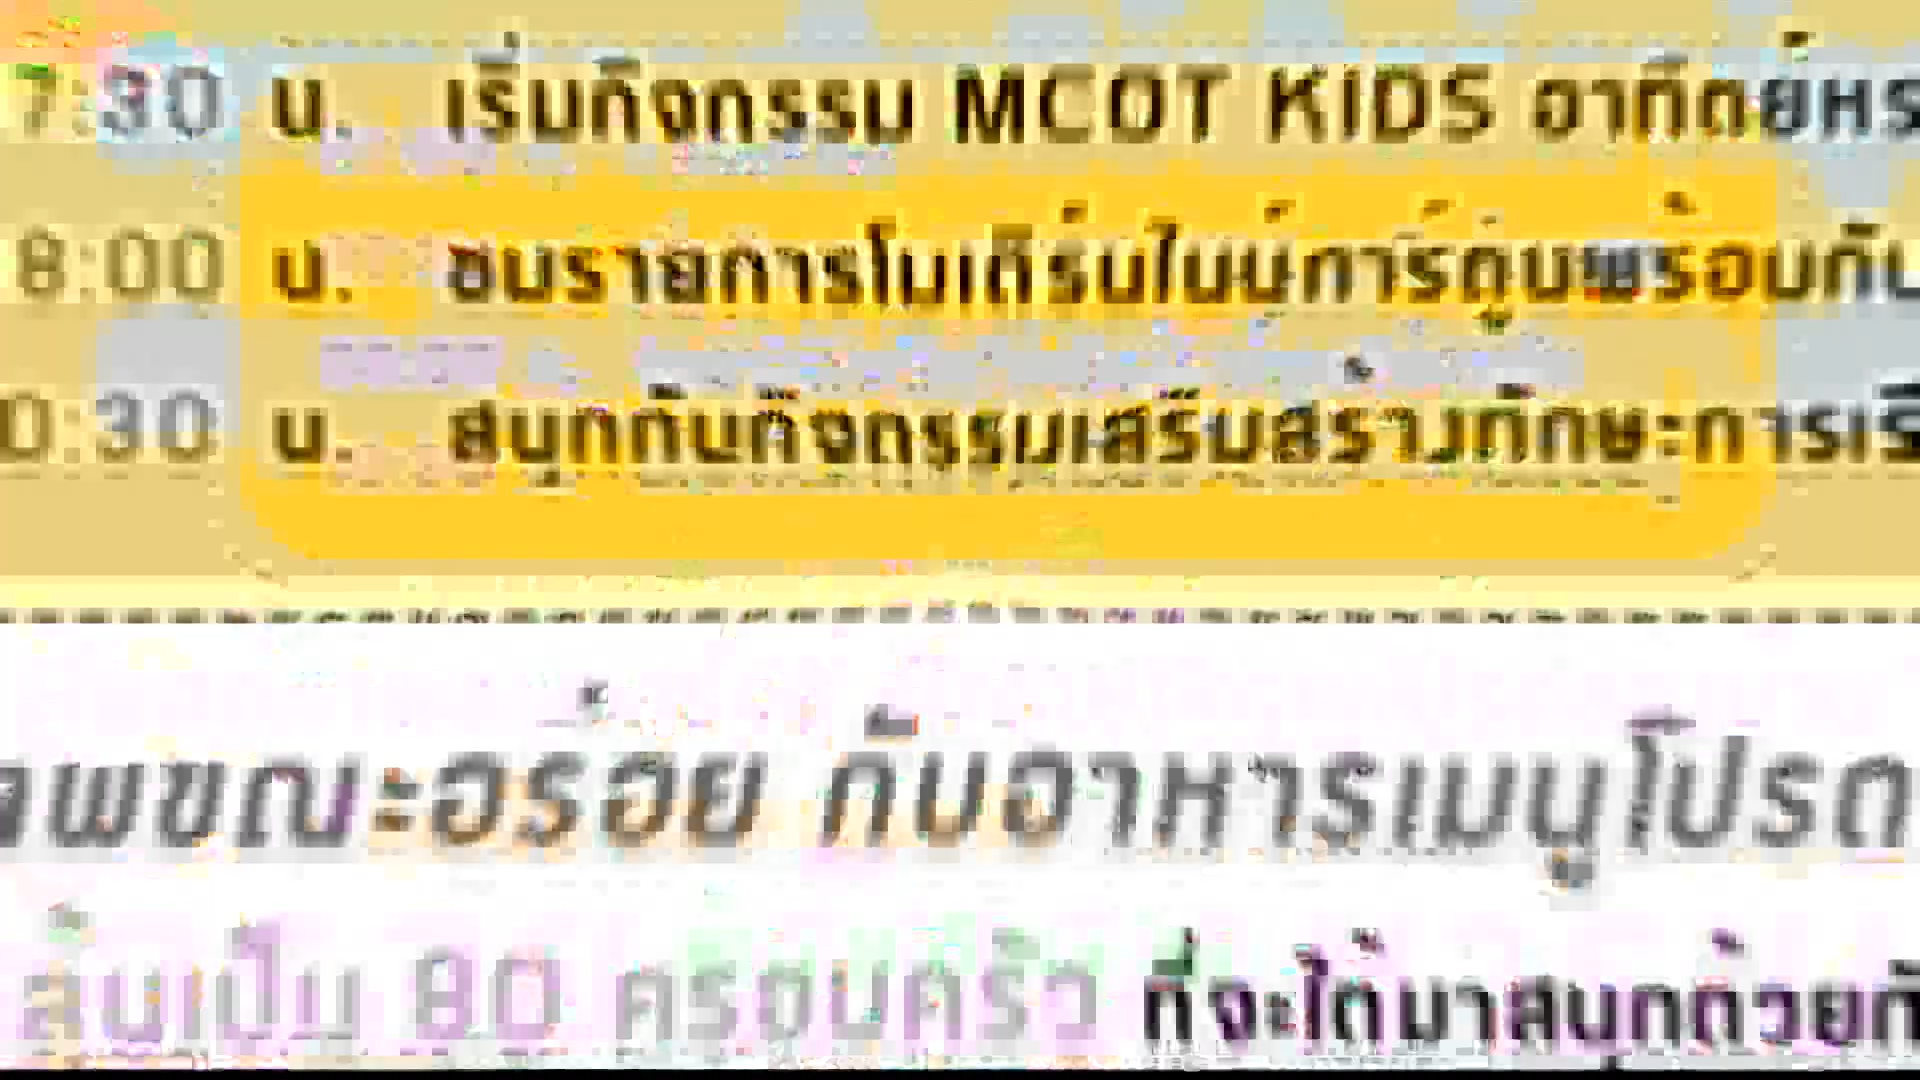 7:30 น. เริ่มกิจกรรม MCOT KIDS อาทิตย์หร
8:00 น. ชมรายการโมเดิร์นไนน์การ์ตูนพร้อมกับ
0:30 น. สนุกกับกิจกรรมเสริมสร้างทักษะการเรี
พขณะอร่อย กับอาหารเมนูโปรด
ลุ้นเป็น 80 ครอบครัว ที่จะได้มาสนุกด้วยกั